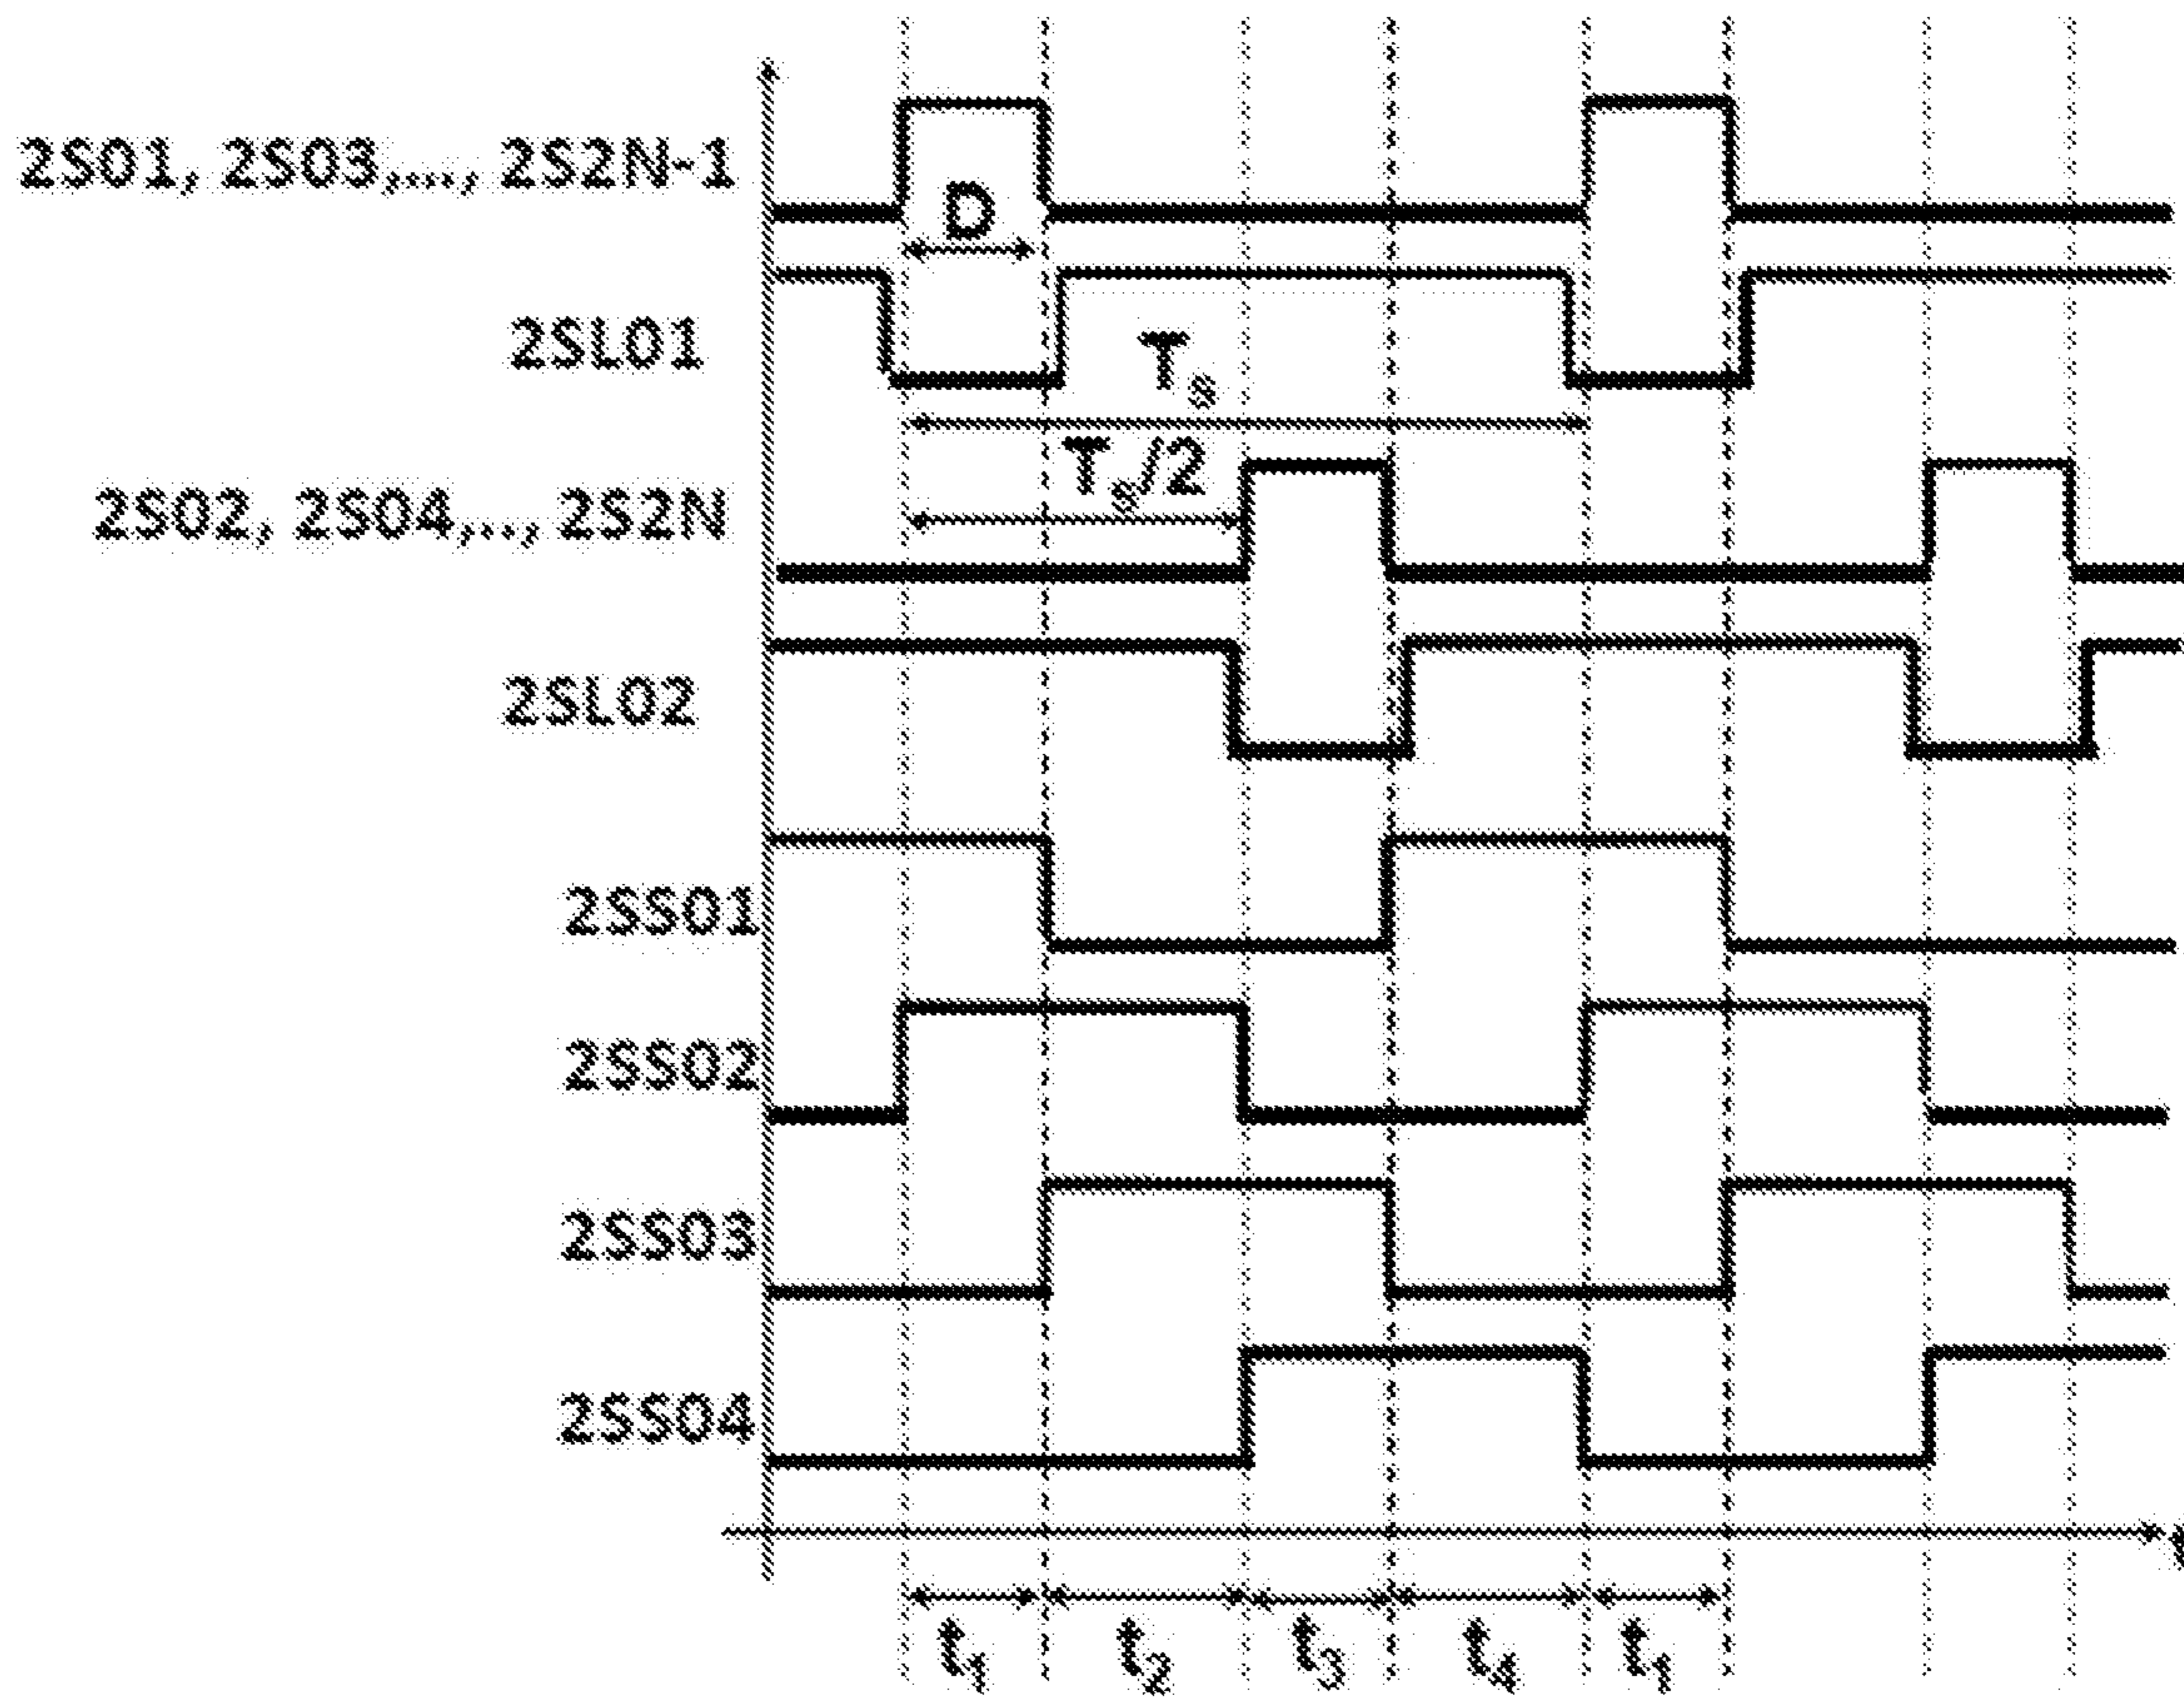 2S01, 2S03,..., 2S2N-1
D
2SL01
Ts
Ts/2
2S02, 2S04,..., 2S2N
2SL02
2SS01
2SS02
2SS03
2SS04
t1 t2 t3 t4 t1